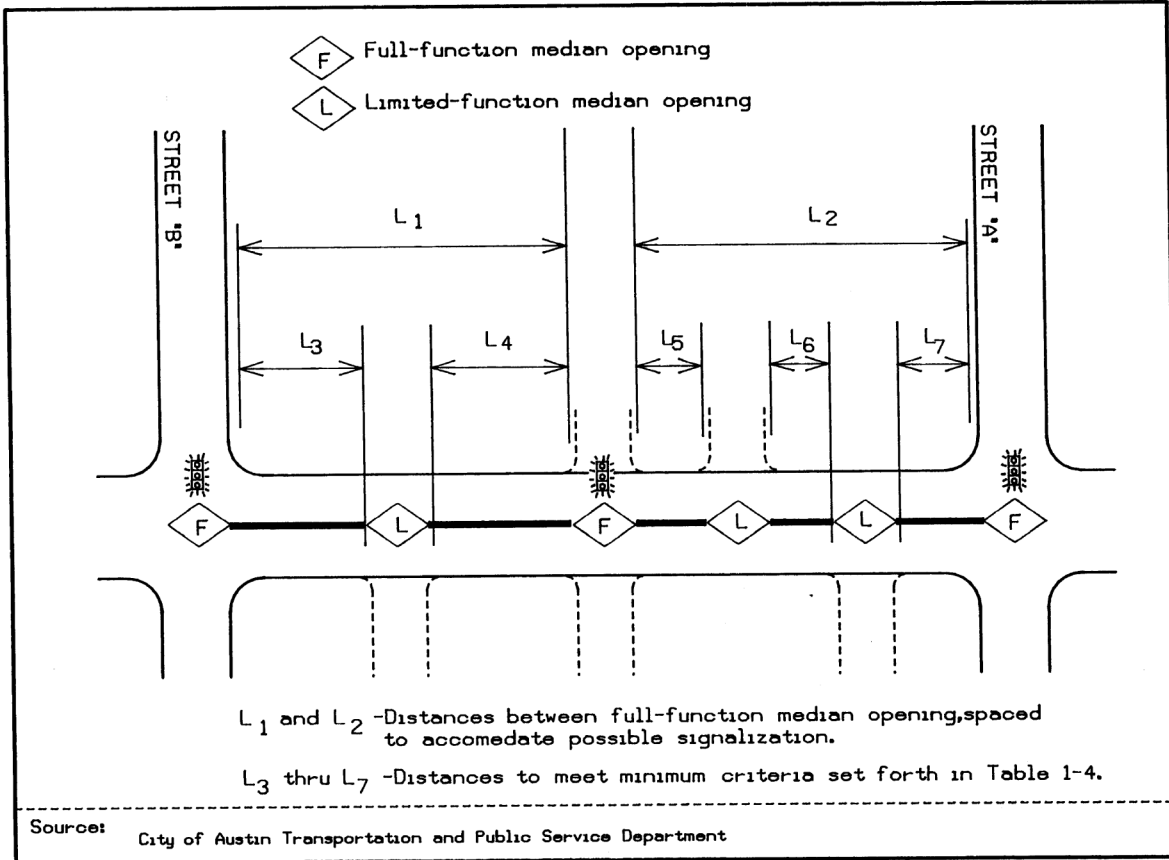 F Full-function median opening
L Limited-function median opening
STREET "B"
STREET "A"
L1
L2
L3
L4
L5
L6
L7
F
L
F
L
L
F
L1 and L2 -Distances between full-function median opening,spaced
to accomedate possible signalization.
L3 thru L7 -Distances to meet minimum criteria set forth in Table 1-4.
Source: City of Austin Transportation and Public Service Department